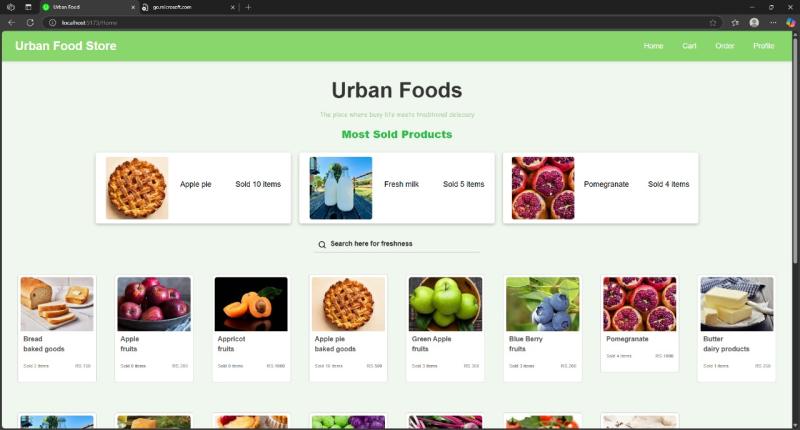 Urban Food
go.microsoft.com
localhost:5173/Home
Urban Food Store
Home Cart Order Profile
Urban Foods
The place where busy life meets traditional delecacy
Most Sold Products
Apple pie Sold 10 items
Fresh milk Sold 5 items
Pomegranate Sold 4 items
Search here for freshness
Bread
baked goods
Sold 2 items
Apple
fruits
Sold 0 items RS 200
Appricot
fruits
Sold 0 items RS 1000
Apple pie
baked goods
Sold 10 items RS 500
Green Apple
fruits
Sold 3 items RS 300
Blue Berry
fruits
Sold 3 items RS 200
Pomegranate
Sold 4 items RS 1000
Butter
dairy products
Sold 1 items RS 250